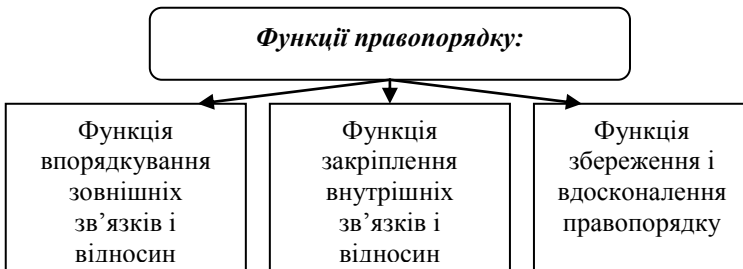 Функції правопорядку:
Функція
впорядкування
зовнішніх
зв’язків і
відносин
Функція
закріплення
внутрішніх
зв’язків і
відносин
Функція
збереження і
вдосконалення
правопорядку